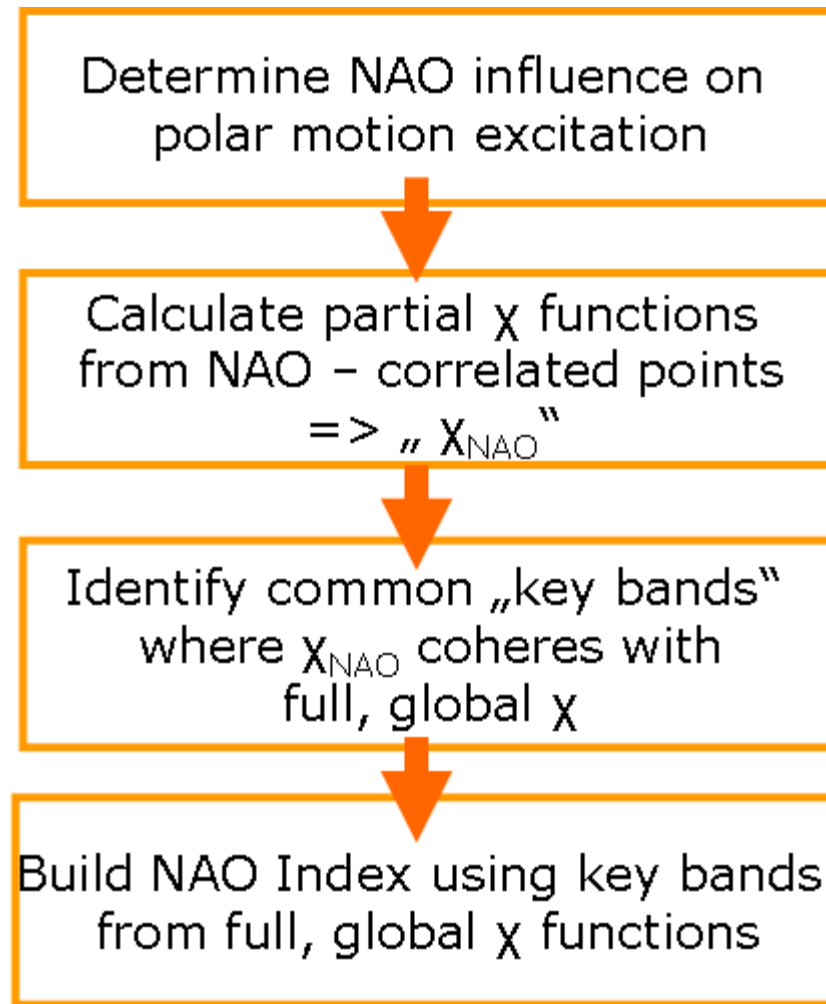 Determine NAO influence on
polar motion excitation
Calculate partial χ functions
from NAO – correlated points
=> „ χNAO“
Identify common „key bands“
where χNAO coheres with
full, global χ
Build NAO Index using key bands
from full, global χ functions